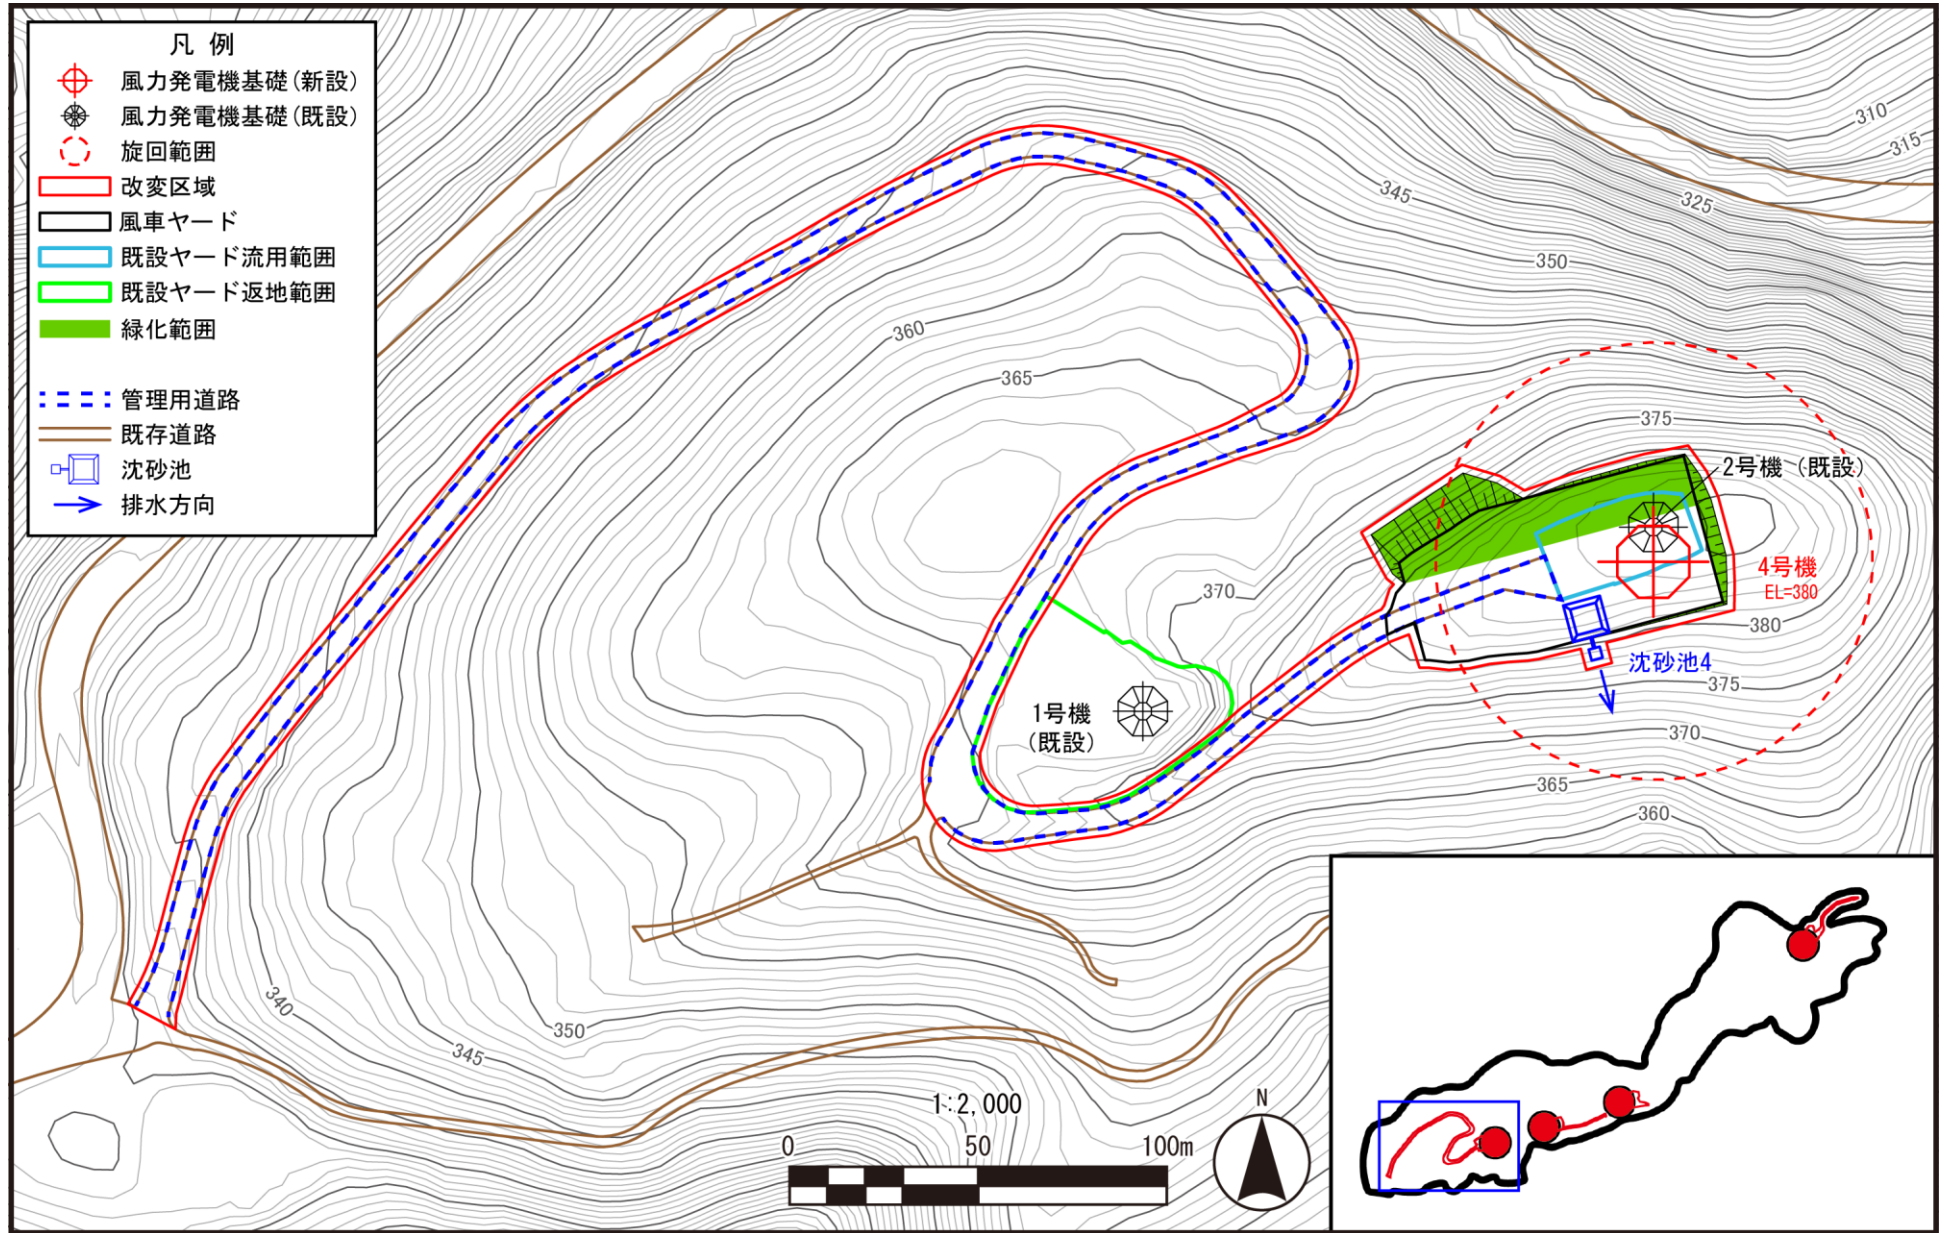 凡 例
風力発電機基礎(新設)
風力発電機基礎(既設)
旋回範囲
改変区域
風車ヤード
既設ヤード流用範囲
既設ヤード返地範囲
緑化範囲
管理用道路
既存道路
沈砂池
排水方向
310
315
325
345
350
360
365
375
2号機 (既設)
4号機
EL=380
370
380
沈砂池4
375
1号機
(既設)
370
365
360
340
350
345
1:2,000
0 50 100m
N